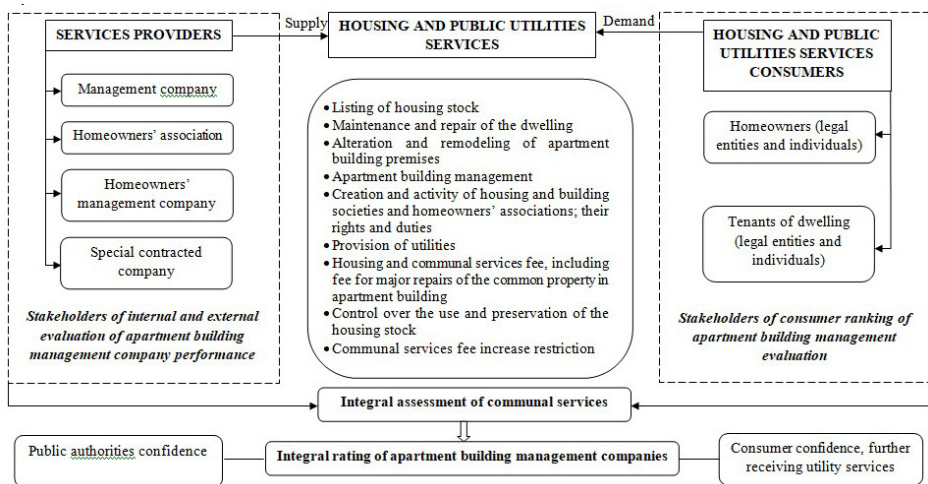 SERVICES PROVIDERS
Supply
HOUSING AND PUBLIC UTILITIES
SERVICES
Demand
HOUSING AND PUBLIC
UTILITIES SERVICES
CONSUMERS
Management company
Homeowners' association
Homeowners'
management company
Special contracted
company
Stakeholders of internal and external
evaluation of apartment building
management company performance
• Listing of housing stock
• Maintenance and repair of the dwelling
• Alteration and remodeling of apartment
building premises
• Apartment building management
• Creation and activity of housing and building
societies and homeowners' associations; their
rights and duties
• Provision of utilities
• Housing and communal services fee, including
fee for major repairs of the common property in
apartment building
• Control over the use and preservation of the
housing stock
• Communal services fee increase restriction
Homeowners (legal
entities and individuals)
Tenants of dwelling
(legal entities and
individuals)
Stakeholders of consumer ranking of
apartment building management
evaluation
Integral assessment of communal services
Public authorities confidence
Integral rating of apartment building management companies
Consumer confidence, further
receiving utility services